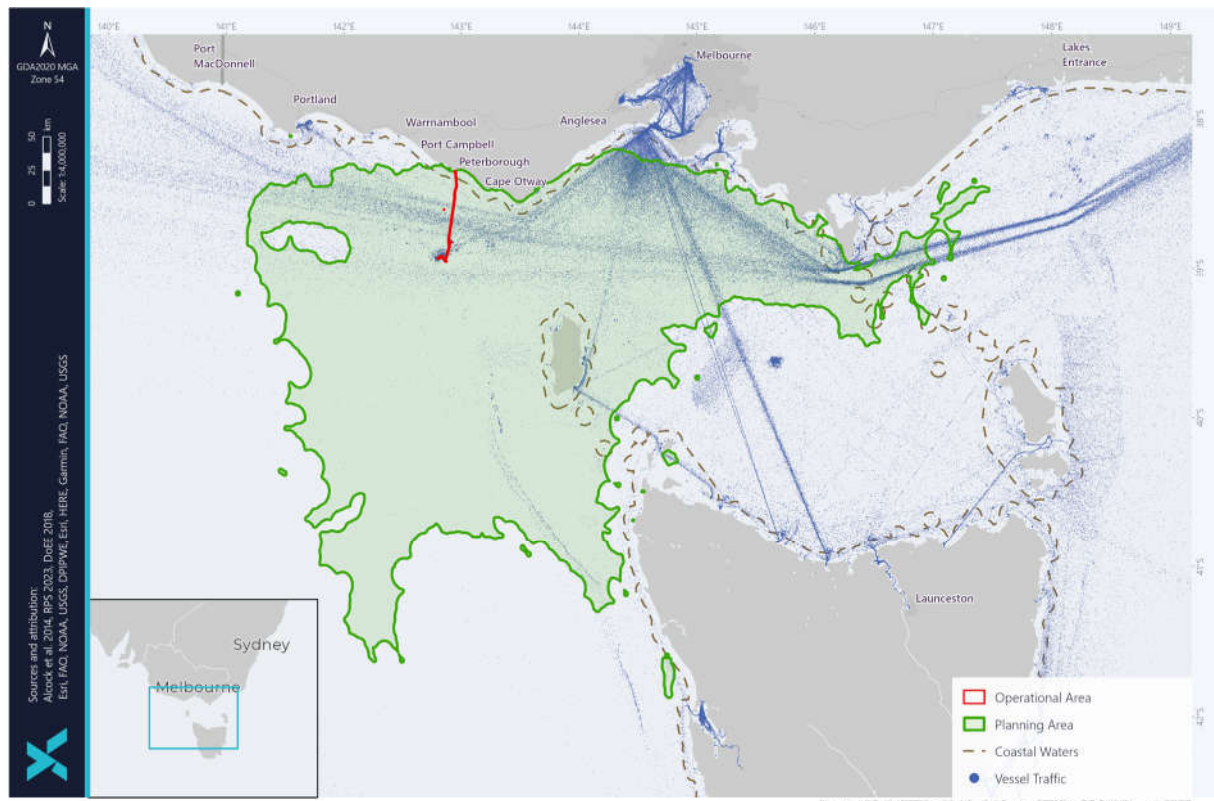 140°E 141°E 142°E 143°E 144°E 145°E 146°E 147°E 148°E 149°E
N
GDA2020 MGA
Zone 54
0 25 50
km
Scale: 1:4,000,000
Port
MacDonnell
Portland
Warrnambool
Port Campbell
Peterborough
Cape Otway
Anglesea
Melbourne
Lakes
Entrance
38°S
39°S
40°S
41°S
42°S
Launceston
Sources and attribution:
Alcock et al. 2014, RPS 2023, DoEE 2018,
Esri, FAO, NOAA, USGS, DPIPWE, Esri, HERE, Garmin, FAO, NOAA, USGS
Sydney
Melbourne
Operational Area
Planning Area
Coastal Waters
Vessel Traffic